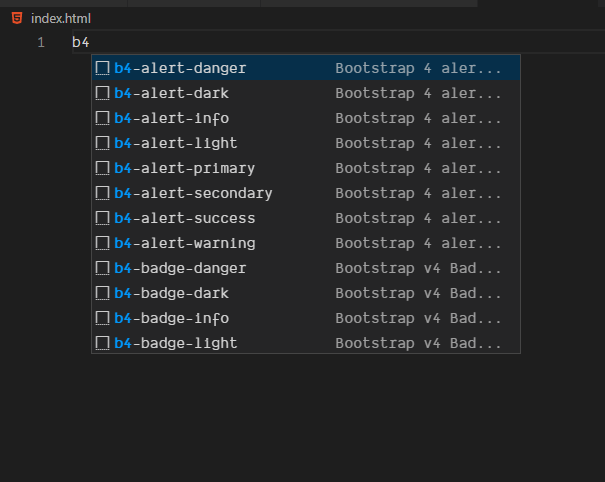 index.html
1 b4
b4-alert-danger Bootstrap 4 aler...
b4-alert-dark Bootstrap 4 aler...
b4-alert-info Bootstrap 4 aler...
b4-alert-light Bootstrap 4 aler...
b4-alert-primary Bootstrap 4 aler...
b4-alert-secondary Bootstrap 4 aler...
b4-alert-success Bootstrap 4 aler...
b4-alert-warning Bootstrap 4 aler...
b4-badge-danger Bootstrap v4 Bad...
b4-badge-dark Bootstrap v4 Bad...
b4-badge-info Bootstrap v4 Bad...
b4-badge-light Bootstrap v4 Bad...